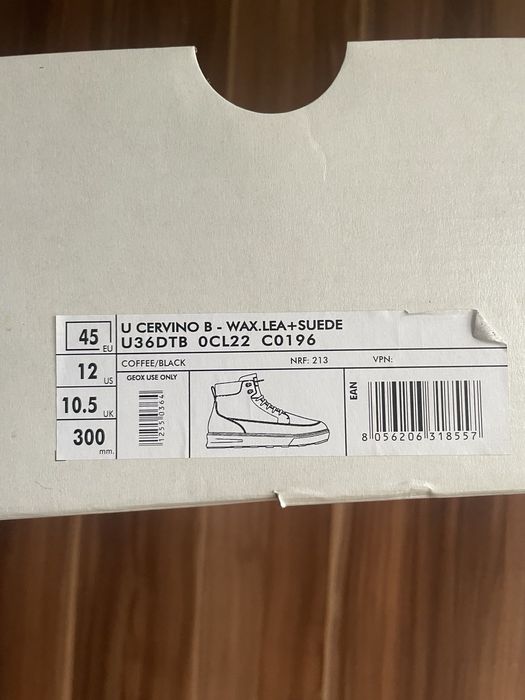 45 EU
U CERVINO B - WAX.LEA+SUEDE
U36DTB 0CL22 C0196
12 US
COFFEE/BLACK NRF: 213 VPN:
GEOX USE ONLY
10.5 UK
300 mm.
12550364
EAN
8 056206 318557